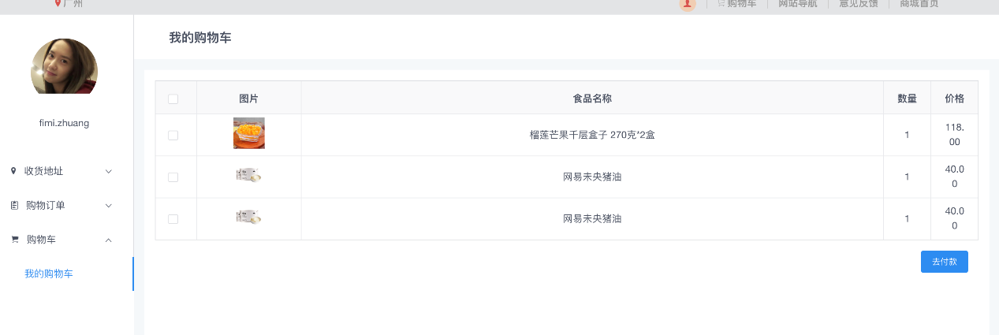 广州
购物车 网站导航 意见反馈 商城首页
我的购物车
fimi.zhuang
收货地址
购物订单
购物车
我的购物车
图片 食品名称 数量 价格
榴莲芒果千层盒子 270克*2盒 1 118.
00
网易未央猪油 1 40.0
0
网易未央猪油 1 40.0
0
去付款